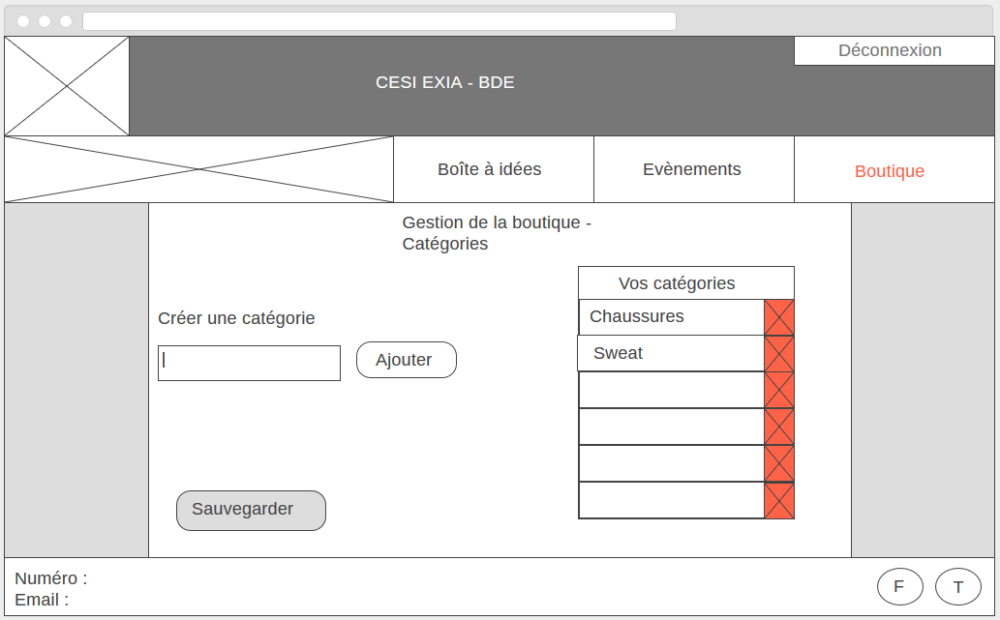 Déconnexion
CESI EXIA - BDE
Boîte à idées
Evènements
Boutique
Gestion de la boutique -
Catégories
Vos catégories
Créer une catégorie
Chaussures
Ajouter
Sweat
Sauvegarder
Numéro :
Email :
F
T